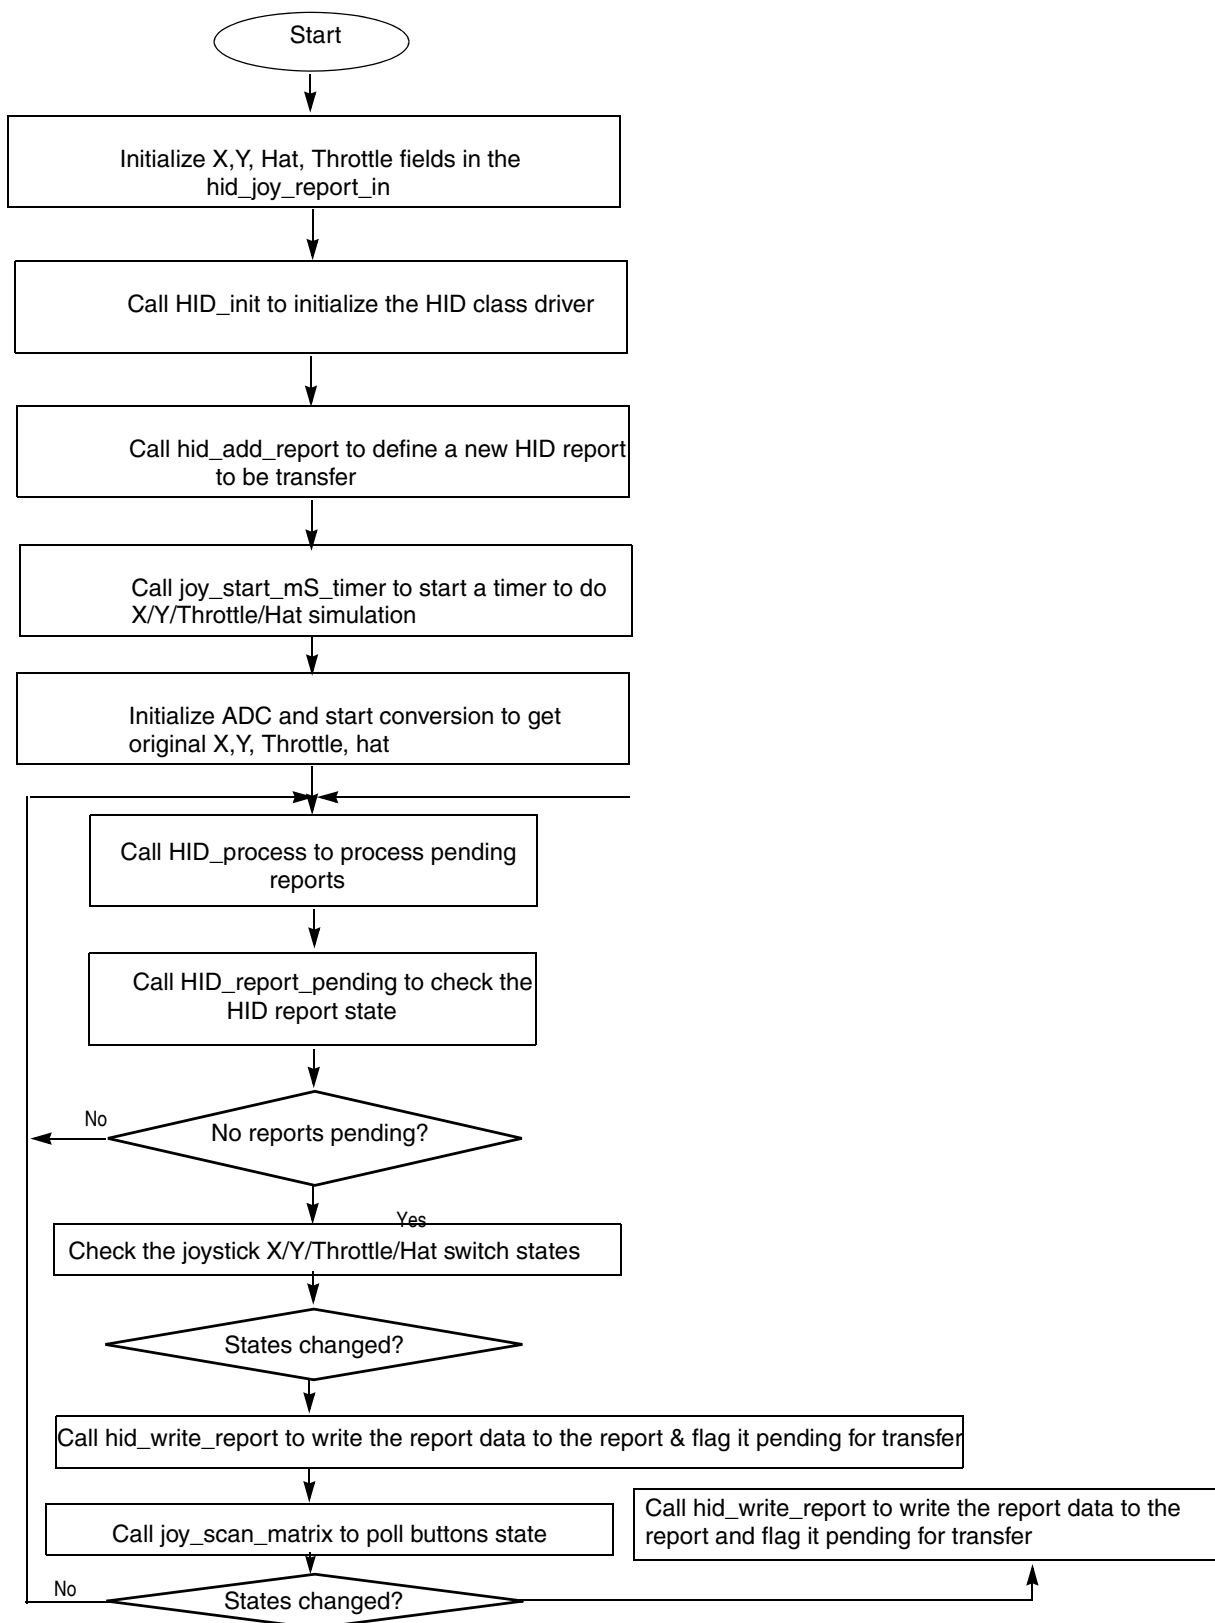 Start
Initialize X,Y, Hat, Throttle fields in the
hid_joy_report_in
Call HID_init to initialize the HID class driver
Call hid_add_report to define a new HID report
to be transfer
Call joy_start_mS_timer to start a timer to do
X/Y/Throttle/Hat simulation
Initialize ADC and start conversion to get
original X,Y, Throttle, hat
Call HID_process to process pending
reports
Call HID_report_pending to check the
HID report state
No
No reports pending?
Yes
Check the joystick X/Y/Throttle/Hat switch states
States changed?
Call hid_write_report to write the report data to the report & flag it pending for transfer
Call joy_scan_matrix to poll buttons state
Call hid_write_report to write the report data to the
report and flag it pending for transfer
No
States changed?